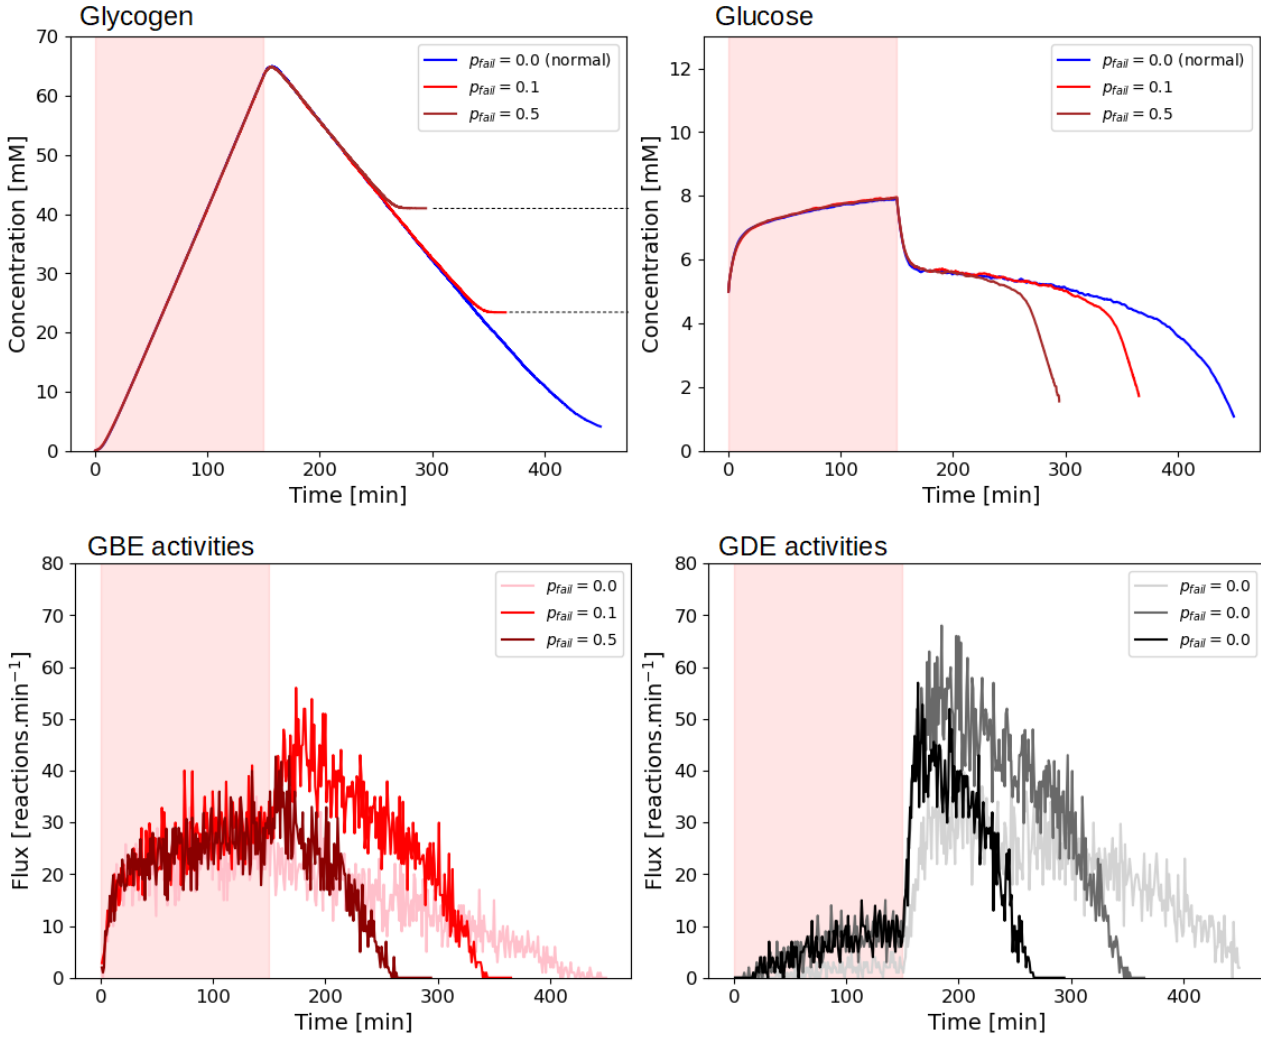 Glycogen
70
60
50
40
30
20
10
0
Concentration [mM]
p_fail = 0.0 (normal)
p_fail = 0.1
p_fail = 0.5
0 100 200 300 400
Time [min]
Glucose
12
10
8
6
4
2
0
Concentration [mM]
p_fail = 0.0 (normal)
p_fail = 0.1
p_fail = 0.5
0 100 200 300 400
Time [min]
GBE activities
80
70
60
50
40
30
20
10
0
Flux [reactions.min⁻¹]
p_fail = 0.0
p_fail = 0.1
p_fail = 0.5
0 100 200 300 400
Time [min]
GDE activities
80
70
60
50
40
30
20
10
0
Flux [reactions.min⁻¹]
p_fail = 0.0
p_fail = 0.0
p_fail = 0.0
0 100 200 300 400
Time [min]